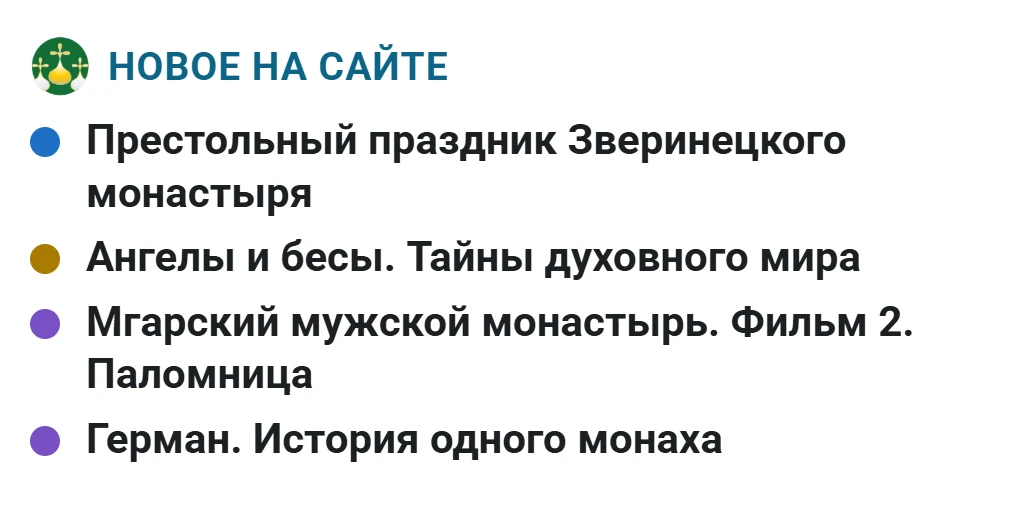 НОВОЕ НА САЙТЕ
Престольный праздник Зверинецкого
монастыря
Ангелы и бесы. Тайны духовного мира
Мгарский мужской монастырь. Фильм 2.
Паломница
Герман. История одного монаха